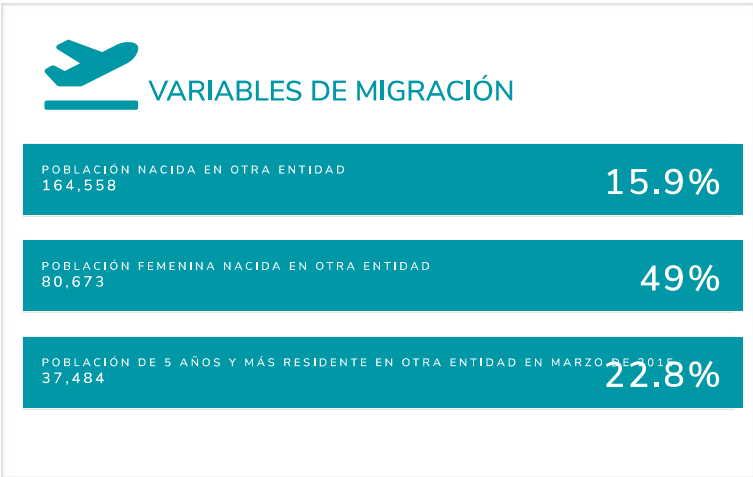 VARIABLES DE MIGRACIÓN
POBLACIÓN NACIDA EN OTRA ENTIDAD
164,558
15.9%
POBLACIÓN FEMENINA NACIDA EN OTRA ENTIDAD
80,673
49%
POBLACIÓN DE 5 AÑOS Y MÁS RESIDENTE EN OTRA ENTIDAD EN MARZO DE 2015
37,484
22.8%